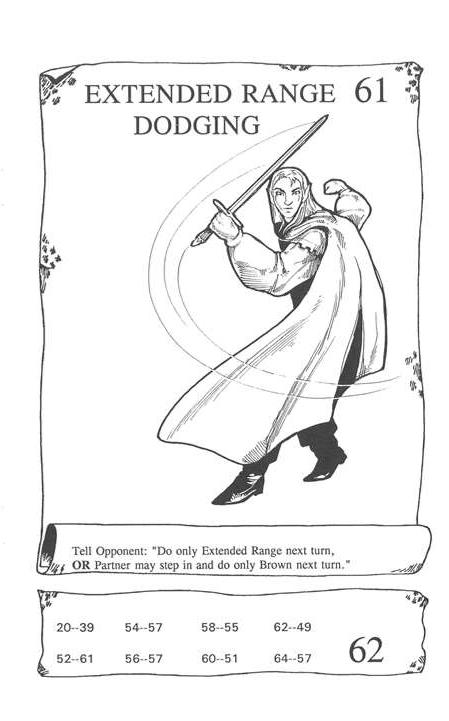 EXTENDED RANGE 61
DODGING
Tell Opponent: "Do only Extended Range next turn,
OR Partner may step in and do only Brown next turn."
20--39 54--57 58--55 62--49
52--61 56--57 60--51 64--57
62